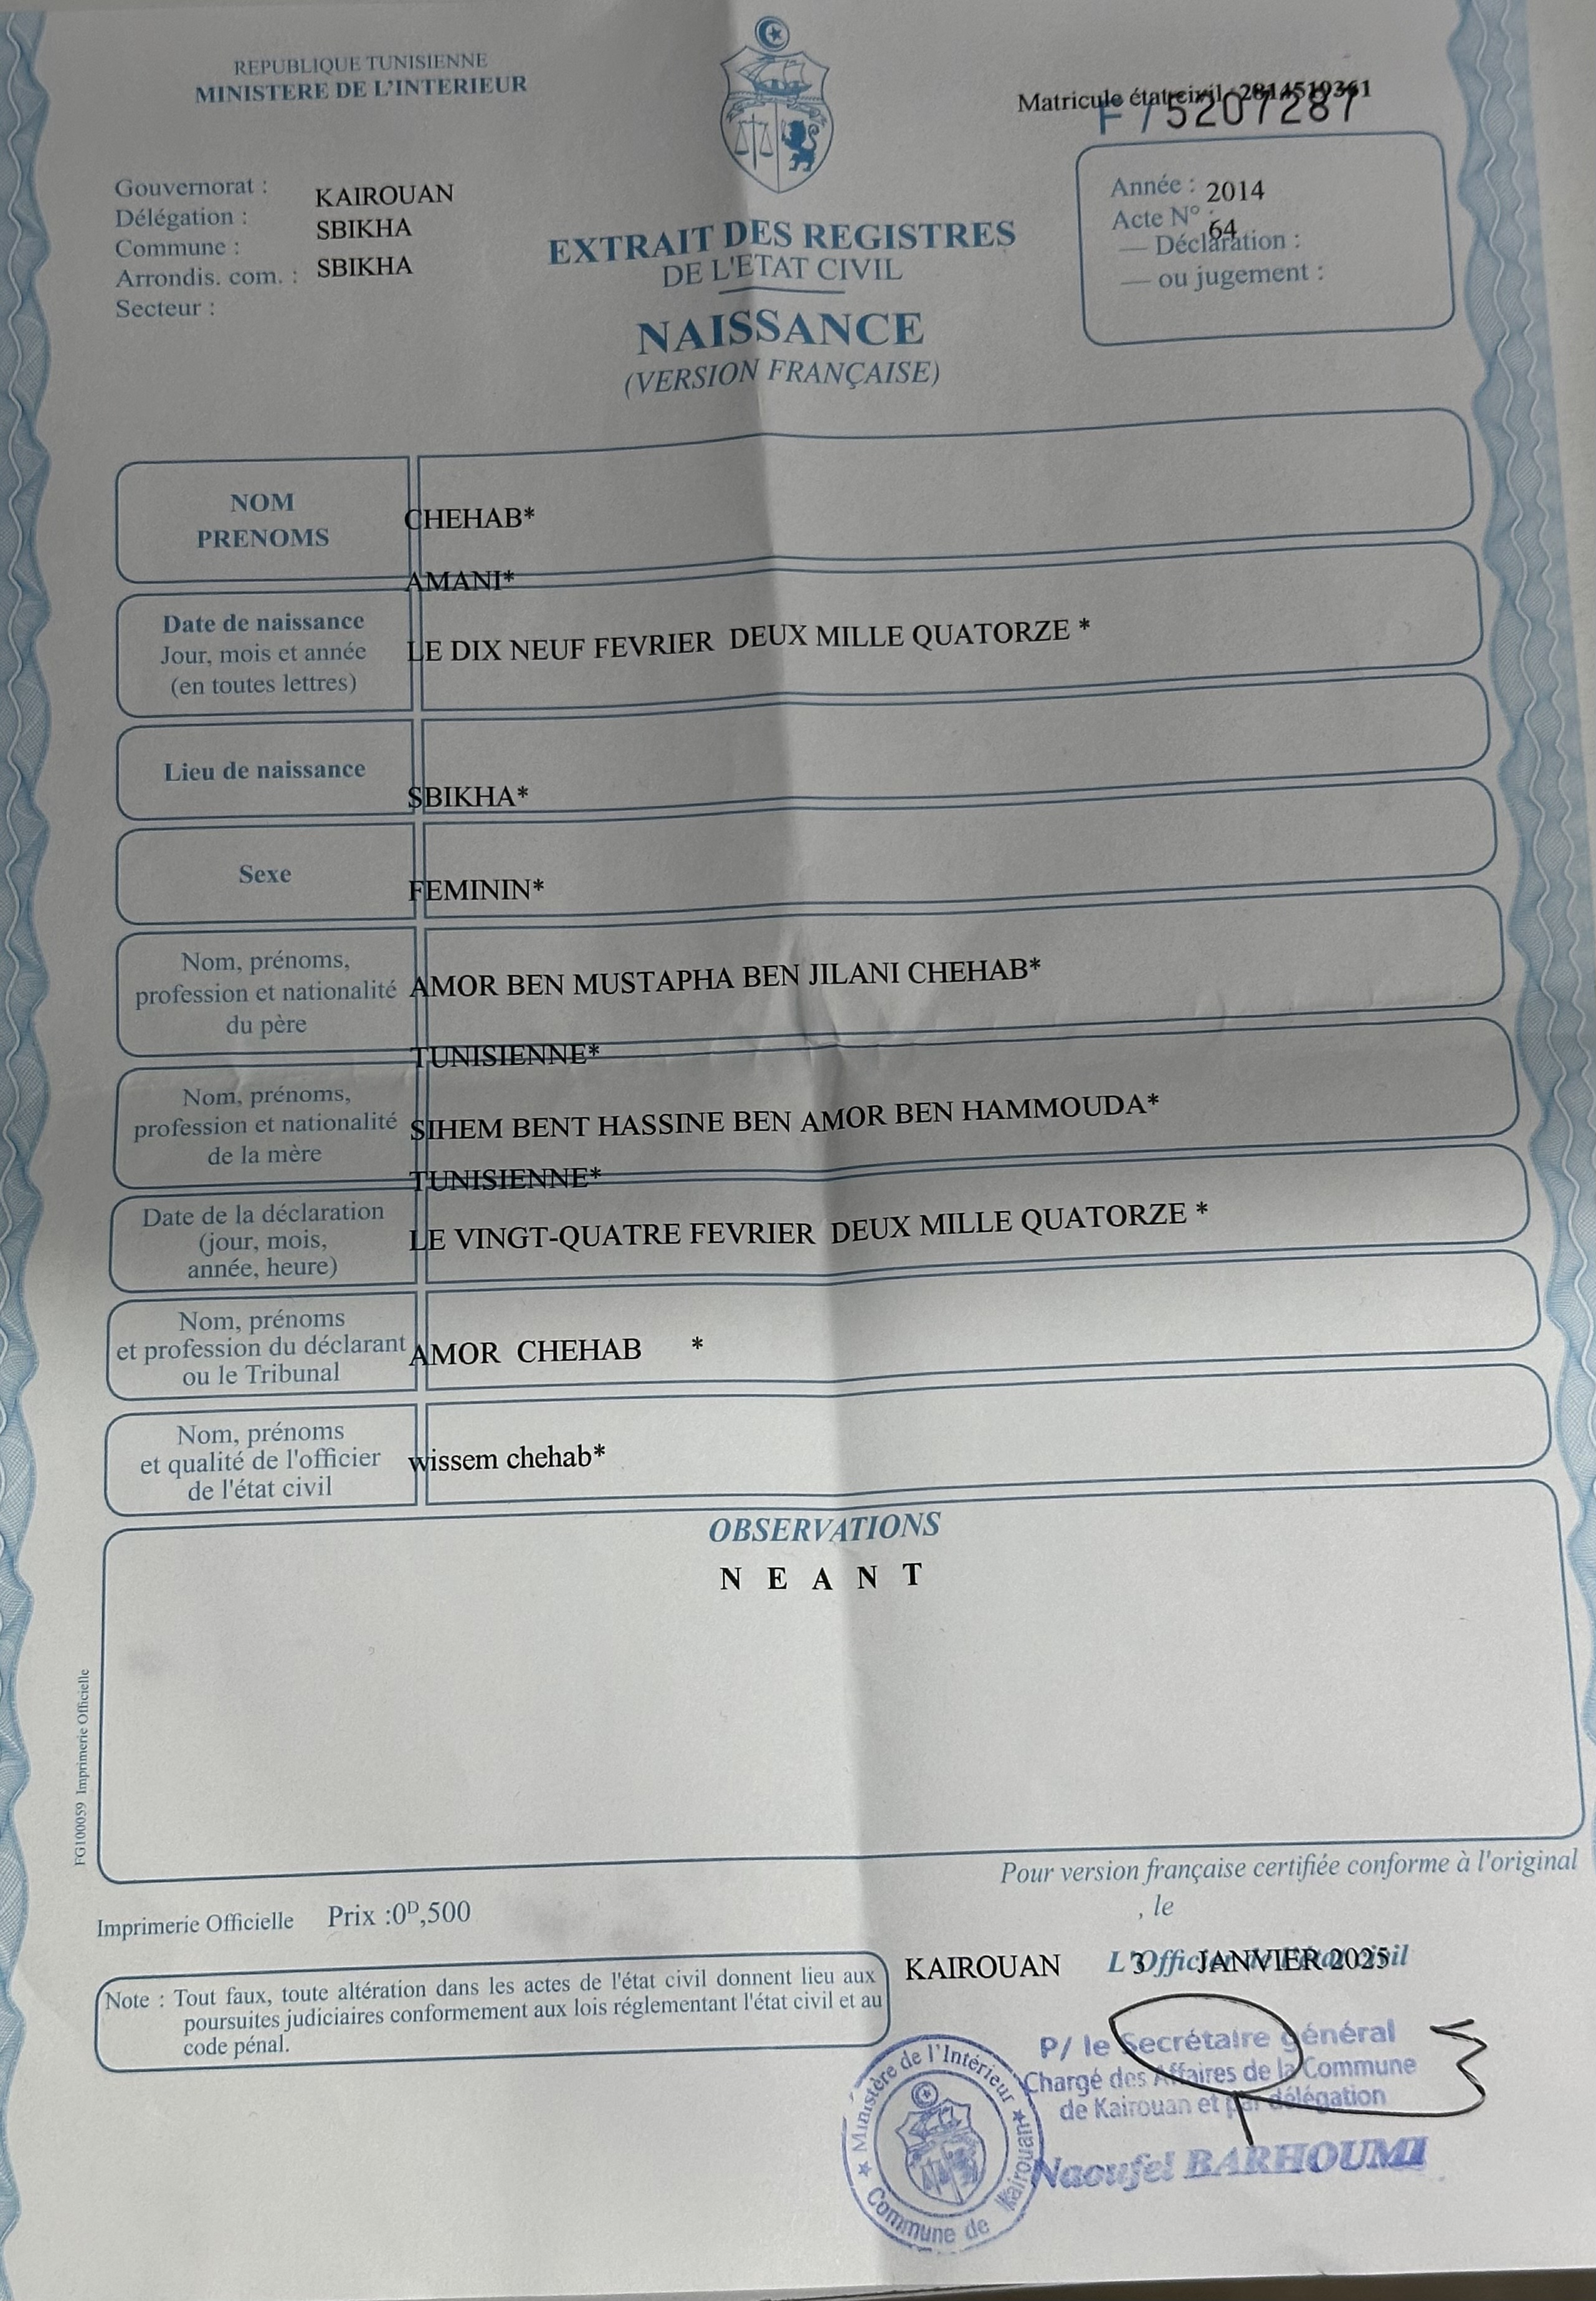 REPUBLIQUE TUNISIENNE
MINISTERE DE L'INTERIEUR
Matricule état civil : 2814519361
F / 5207287
Gouvernorat : KAIROUAN
Délégation : SBIKHA
Commune :
Arrondis. com. : SBIKHA
Secteur :
EXTRAIT DES REGISTRES
DE L'ETAT CIVIL
NAISSANCE
(VERSION FRANÇAISE)
Année : 2014
Acte N° : 64
— Déclaration :
— ou jugement :
NOM
PRENOMS
CHEHAB*
AMANI*
Date de naissance
Jour, mois et année
(en toutes lettres)
LE DIX NEUF FEVRIER DEUX MILLE QUATORZE *
Lieu de naissance
SBIKHA*
Sexe
FEMININ*
Nom, prénoms,
profession et nationalité
du père
AMOR BEN MUSTAPHA BEN JILANI CHEHAB*
TUNISIENNE*
Nom, prénoms,
profession et nationalité
de la mère
SIHEM BENT HASSINE BEN AMOR BEN HAMMOUDA*
TUNISIENNE*
Date de la déclaration
(jour, mois,
année, heure)
LE VINGT-QUATRE FEVRIER DEUX MILLE QUATORZE *
Nom, prénoms
et profession du déclarant
ou le Tribunal
AMOR CHEHAB *
Nom, prénoms
et qualité de l'officier
de l'état civil
wissem chehab*
OBSERVATIONS
N E A N T
FG100059 Imprimerie Officielle
Pour version française certifiée conforme à l'original
, le
Imprimerie Officielle Prix :0D,500
KAIROUAN 3 JANVIER 2025
L'Officier de l'état civil
Note : Tout faux, toute altération dans les actes de l'état civil donnent lieu aux
poursuites judiciaires conformement aux lois réglementant l'état civil et au
code pénal.
P/ le Secrétaire général
Chargé des Affaires de la Commune
de Kairouan et par délégation
Naoufel BARHOUMI
Ministère de l'Intérieur
Commune de Kairouan